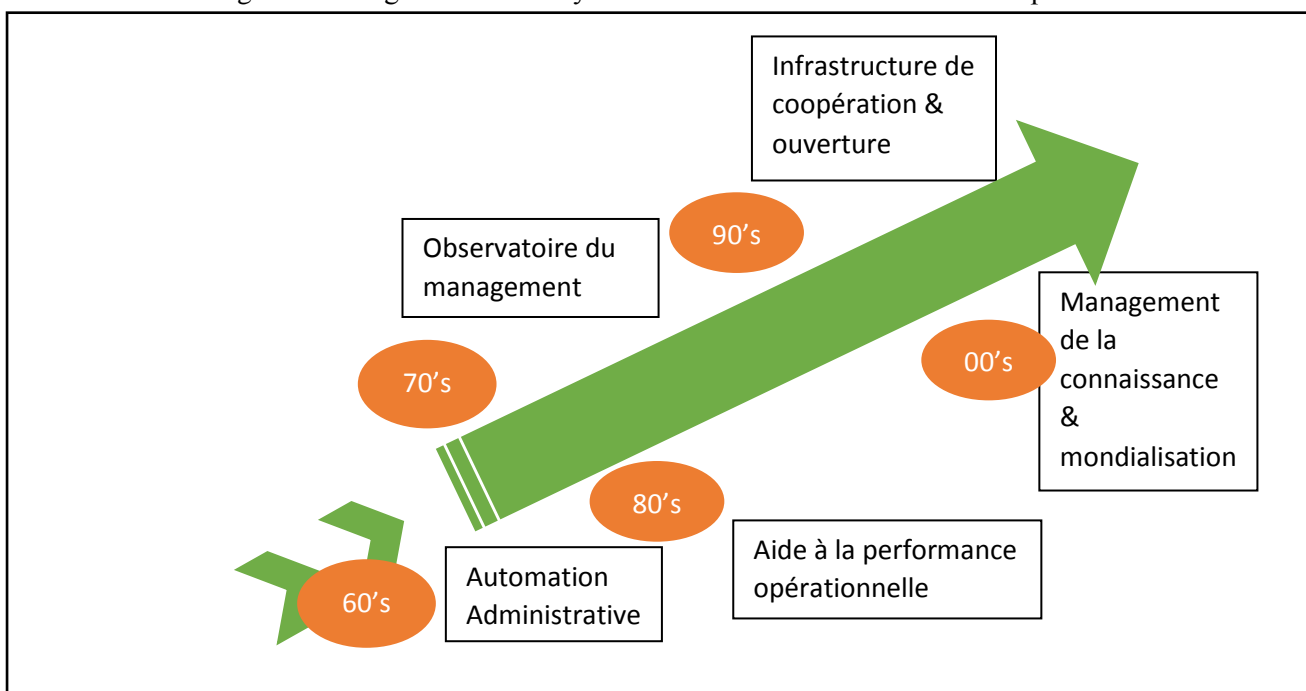 Infrastructure de
coopération &
ouverture
90's
Observatoire du
management
Management
de la
connaissance
&
mondialisation
00's
70's
80's
Aide à la performance
opérationnelle
Automation
Administrative
60's